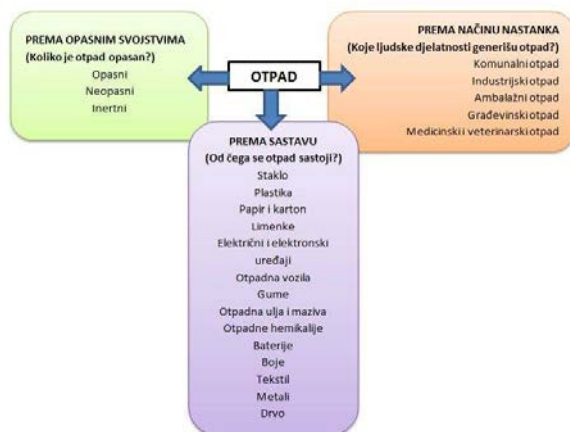 PREMA OPASNIM SVOJSTVIMA
(Koliko je otpad opasan?)
Opasni
Neopasni
Inertni
OTPAD
PREMA NAČINU NASTANKA
(Koje ljudske djelatnosti generišu otpad?)
Komunalni otpad
Industrijski otpad
Ambalažni otpad
Građevinski otpad
Medicinski i veterinarski otpad
PREMA SASTAVU
(Od čega se otpad sastoji?)
Staklo
Plastika
Papir i karton
Limenke
Električni i elektronski
uređaji
Otpadna vozila
Gume
Otpadna ulja i maziva
Otpadne hemikalije
Baterije
Boje
Tekstil
Metali
Drvo